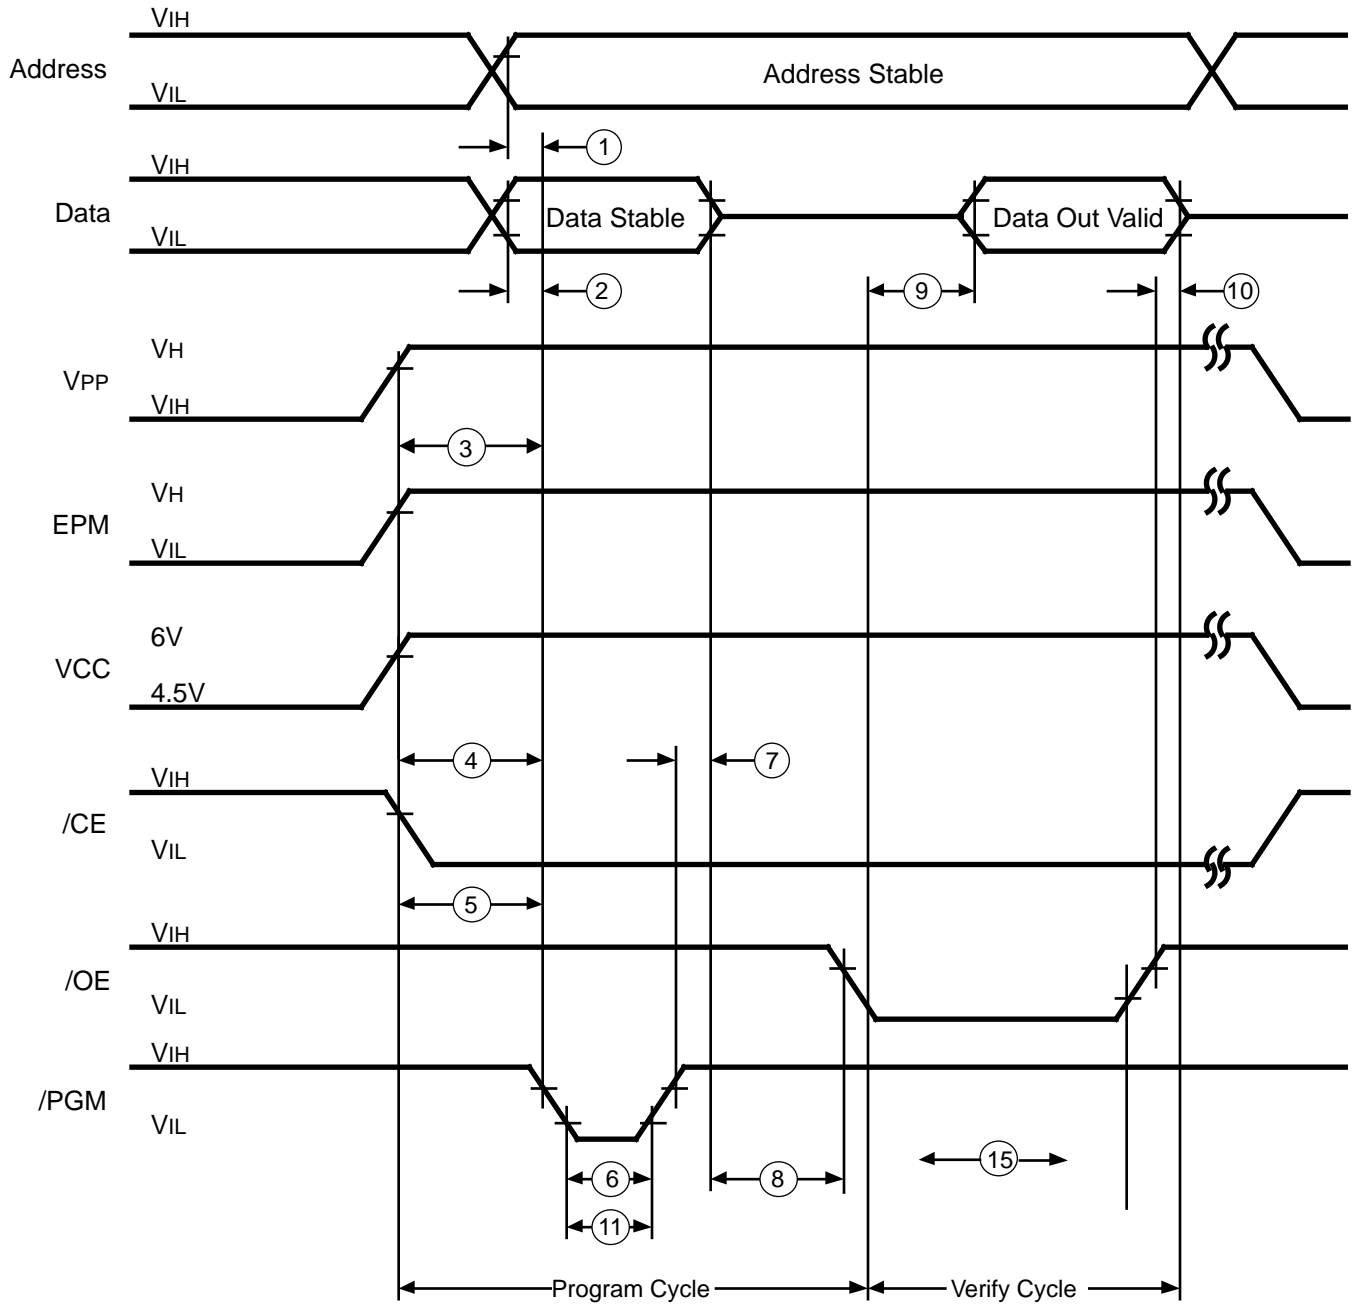 VIH
Address
Address Stable
VIL
1
VIH
Data
Data Stable
Data Out Valid
VIL
2
9
10
VH
VPP
VIH
3
VH
EPM
VIL
6V
VCC
4.5V
4
7
VIH
/CE
VIL
5
VIH
/OE
VIL
VIH
/PGM
VIL
15
6
8
11
Program Cycle
Verify Cycle